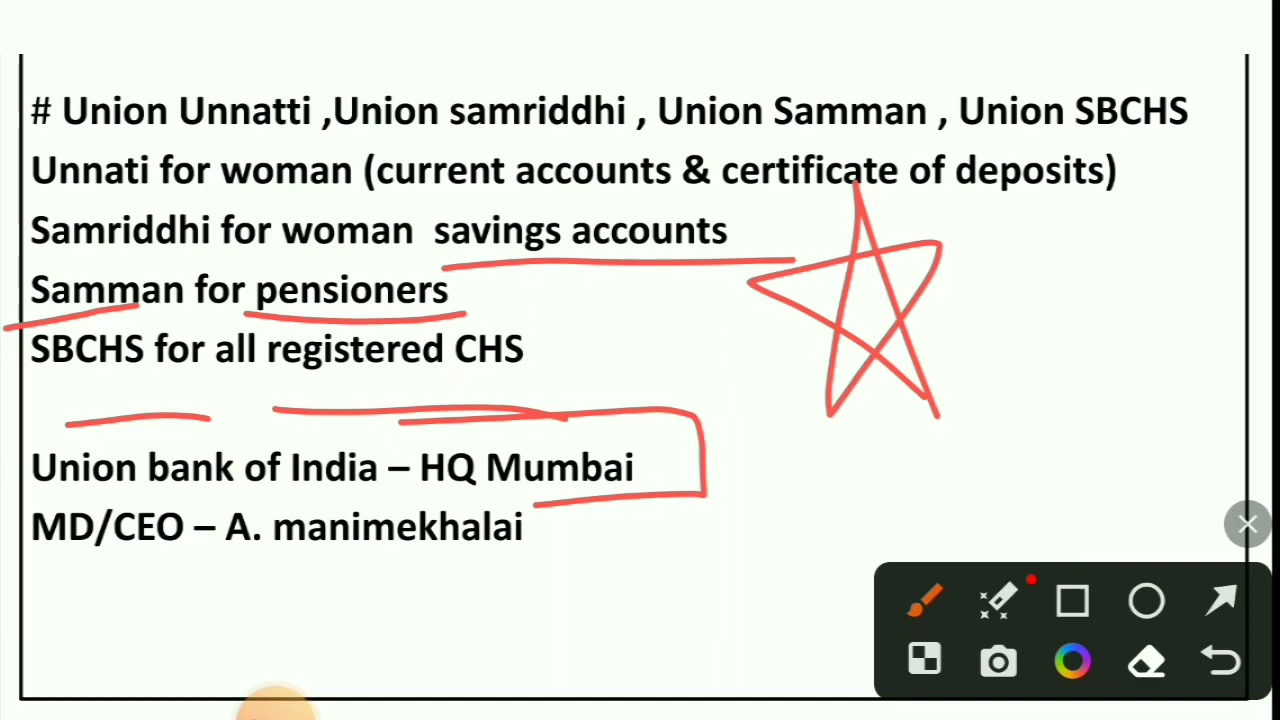 # Union Unnatti ,Union samriddhi , Union Samman , Union SBCHS
Unnati for woman (current accounts & certificate of deposits)
Samriddhi for woman  savings accounts
Samman for pensioners
SBCHS for all registered CHS
Union bank of India – HQ Mumbai
MD/CEO – A. manimekhalai